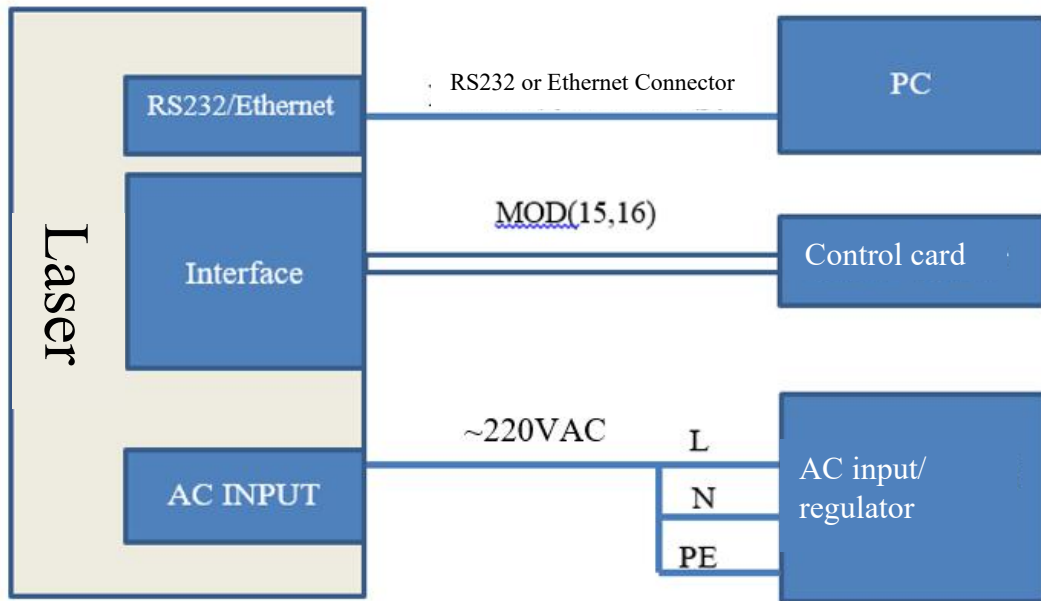 Laser
RS232/Ethernet
RS232 or Ethernet Connector
PC
Interface
MOD(15,16)
Control card
AC INPUT
~220VAC
L
N
PE
AC input/
regulator